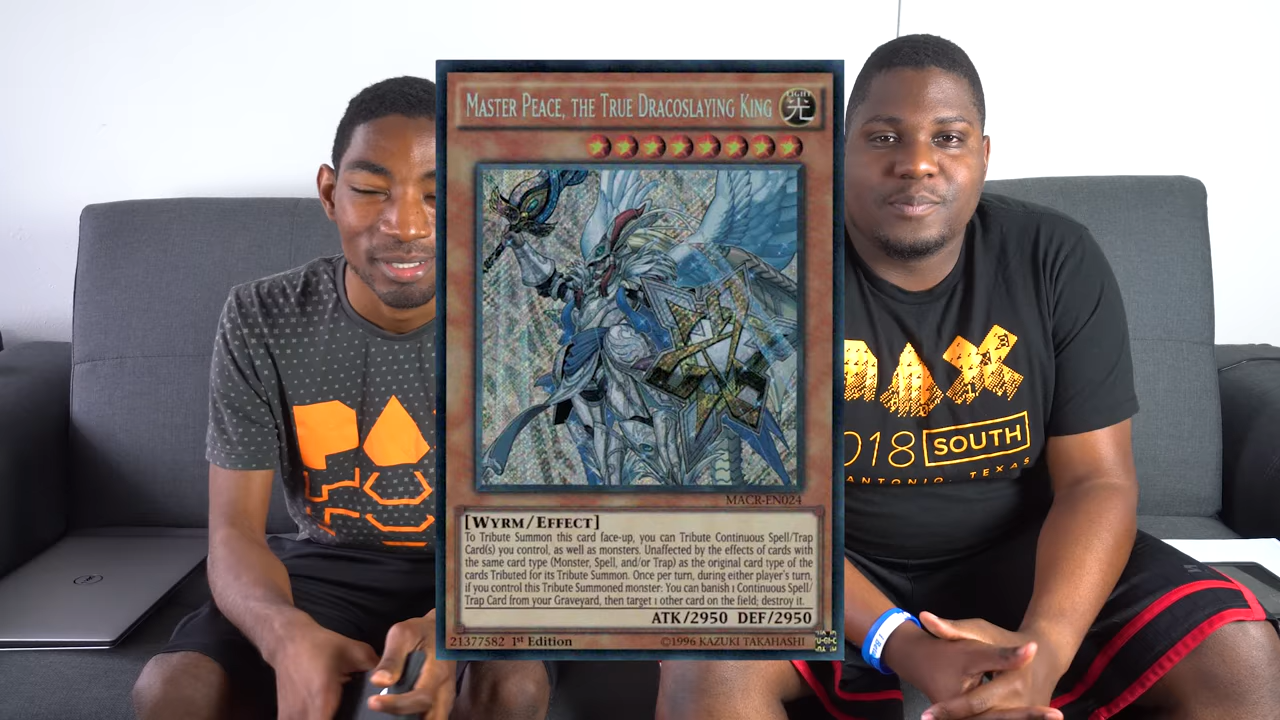 MASTER PEACE, THE TRUE DRACOSLAYING KING
LIGHT
光
MACR-EN024
[WYRM/EFFECT]
To Tribute Summon this card face-up, you can Tribute Continuous Spell/Trap
Card(s) you control, as well as monsters. Unaffected by the effects of cards with
the same card type (Monster, Spell, and/or Trap) as the original card type of the
cards Tributed for its Tribute Summon. Once per turn, during either player's turn,
if you control this Tribute Summoned monster: You can banish 1 Continuous Spell/
Trap Card from your Graveyard, then target 1 other card on the field; destroy it.
ATK/2950 DEF/2950
21377582 1st Edition
©1996 KAZUKI TAKAHASHI
018 SOUTH
ANTONIO, TEXAS